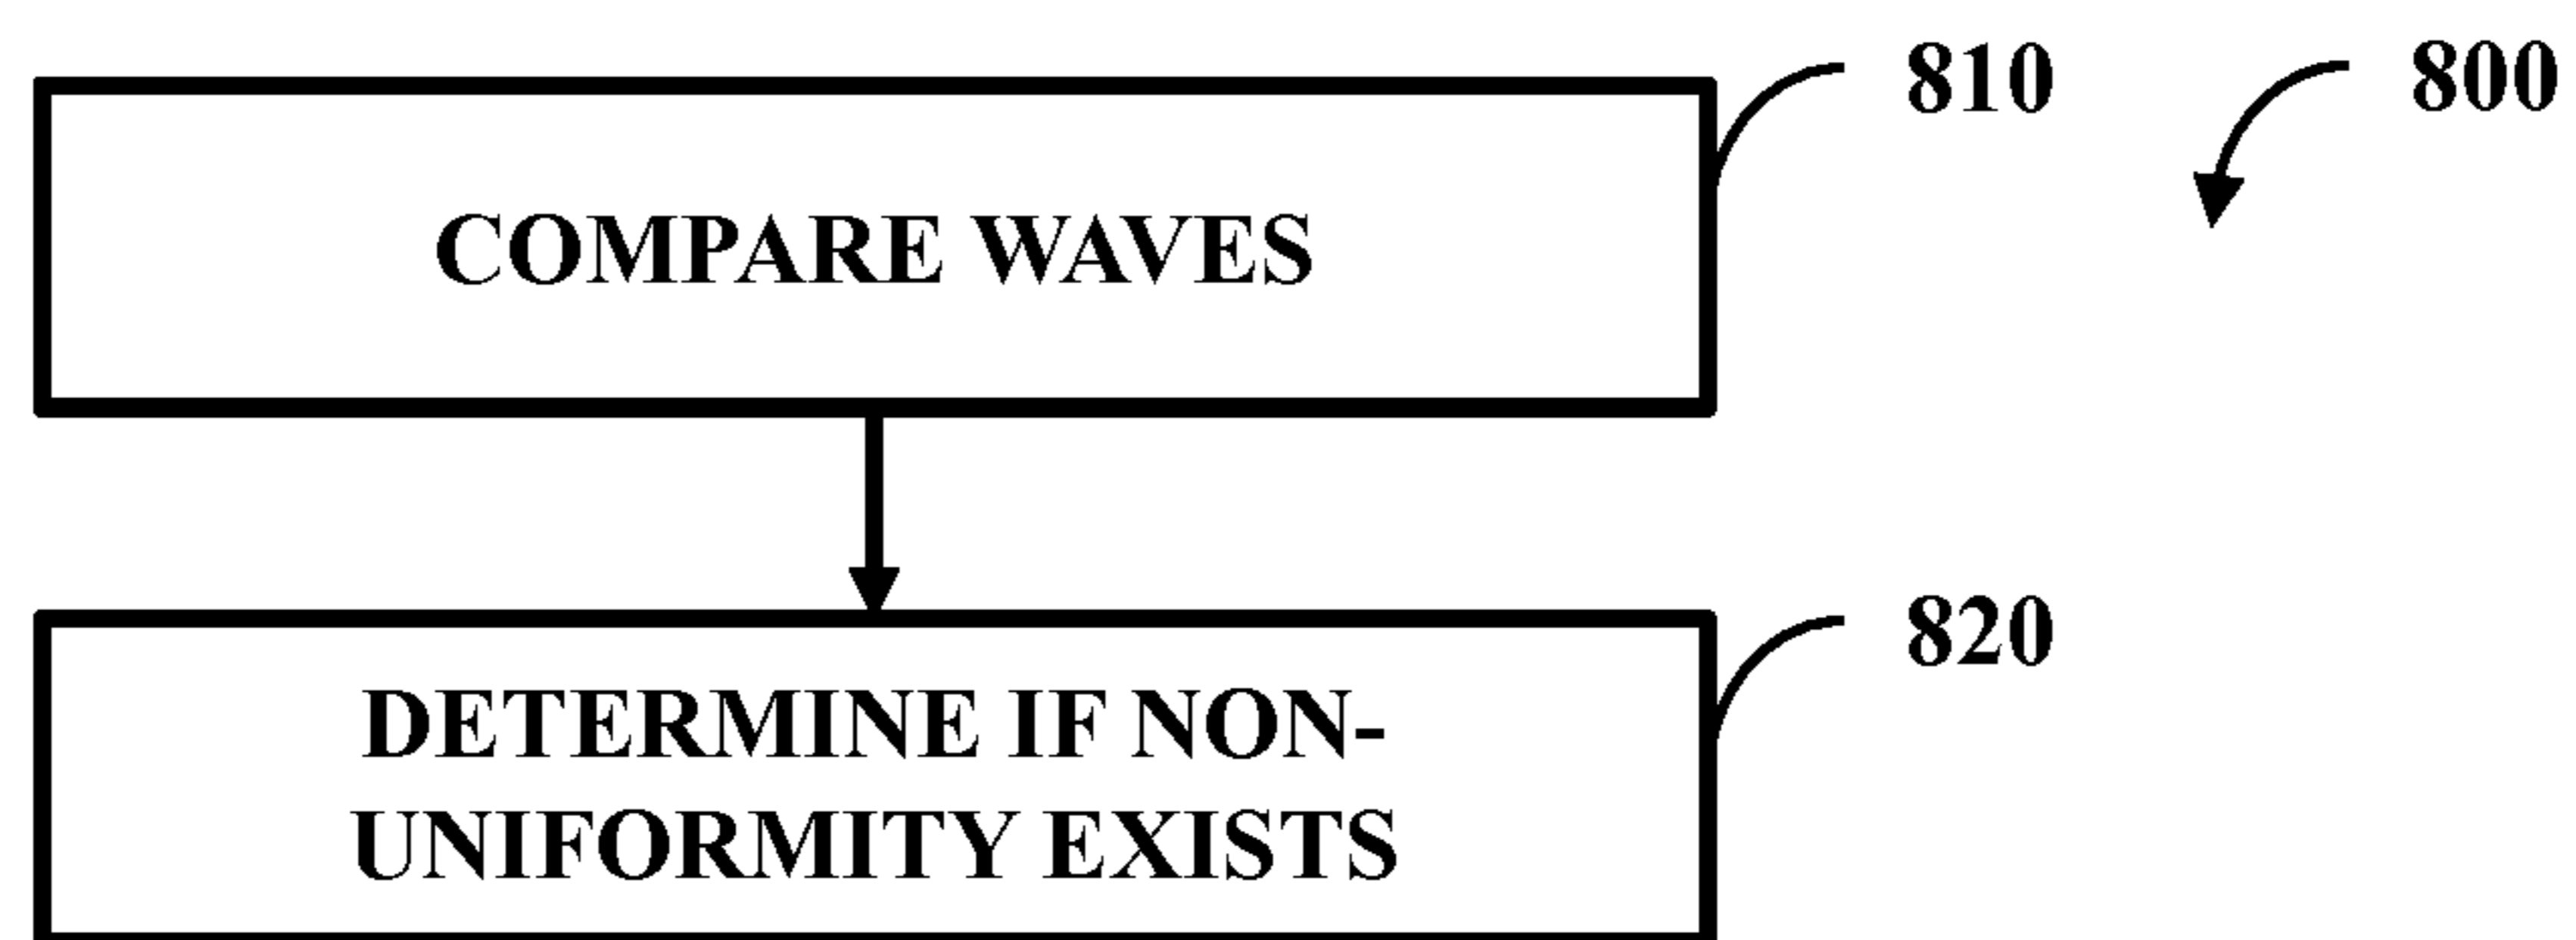 810
800
COMPARE WAVES
820
DETERMINE IF NON-
UNIFORMITY EXISTS